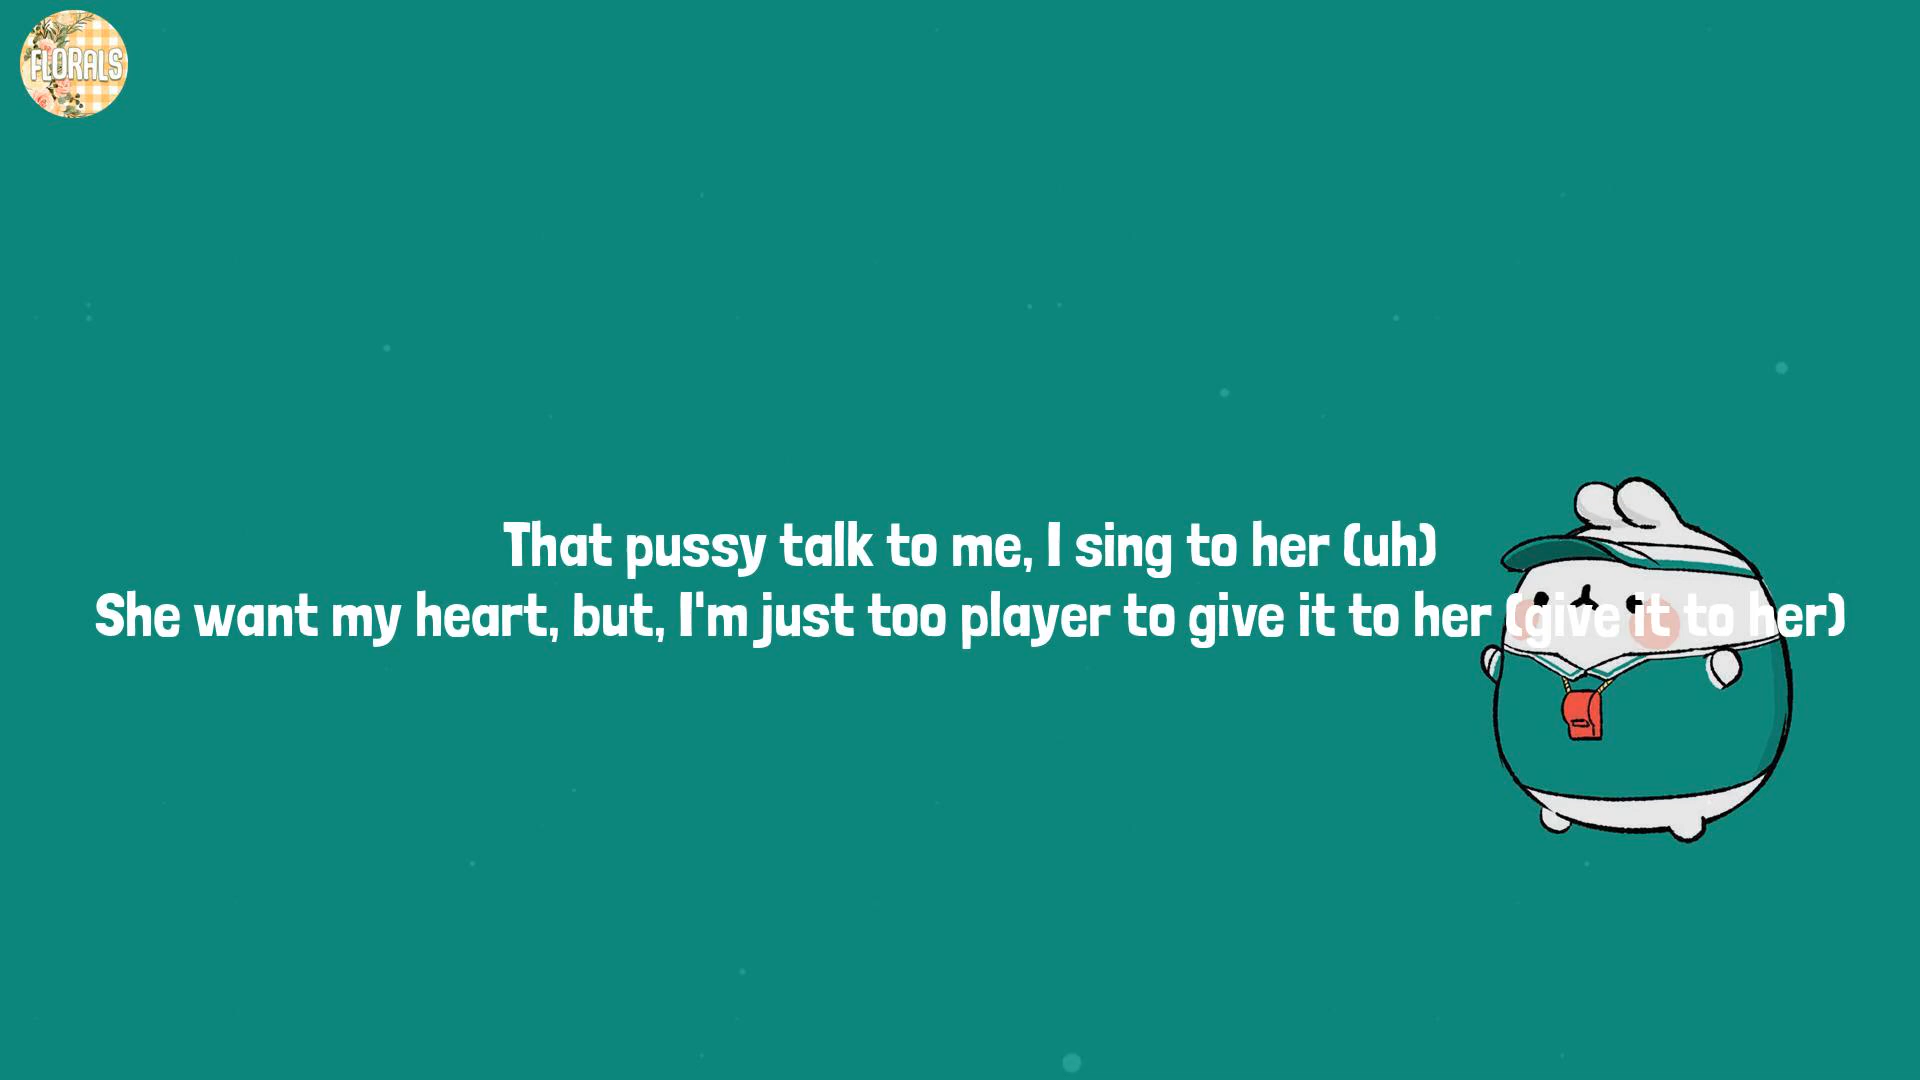 FLORALS
That pussy talk to me, I sing to her (uh)
She want my heart, but, I'm just too player to give it to her (give it to her)